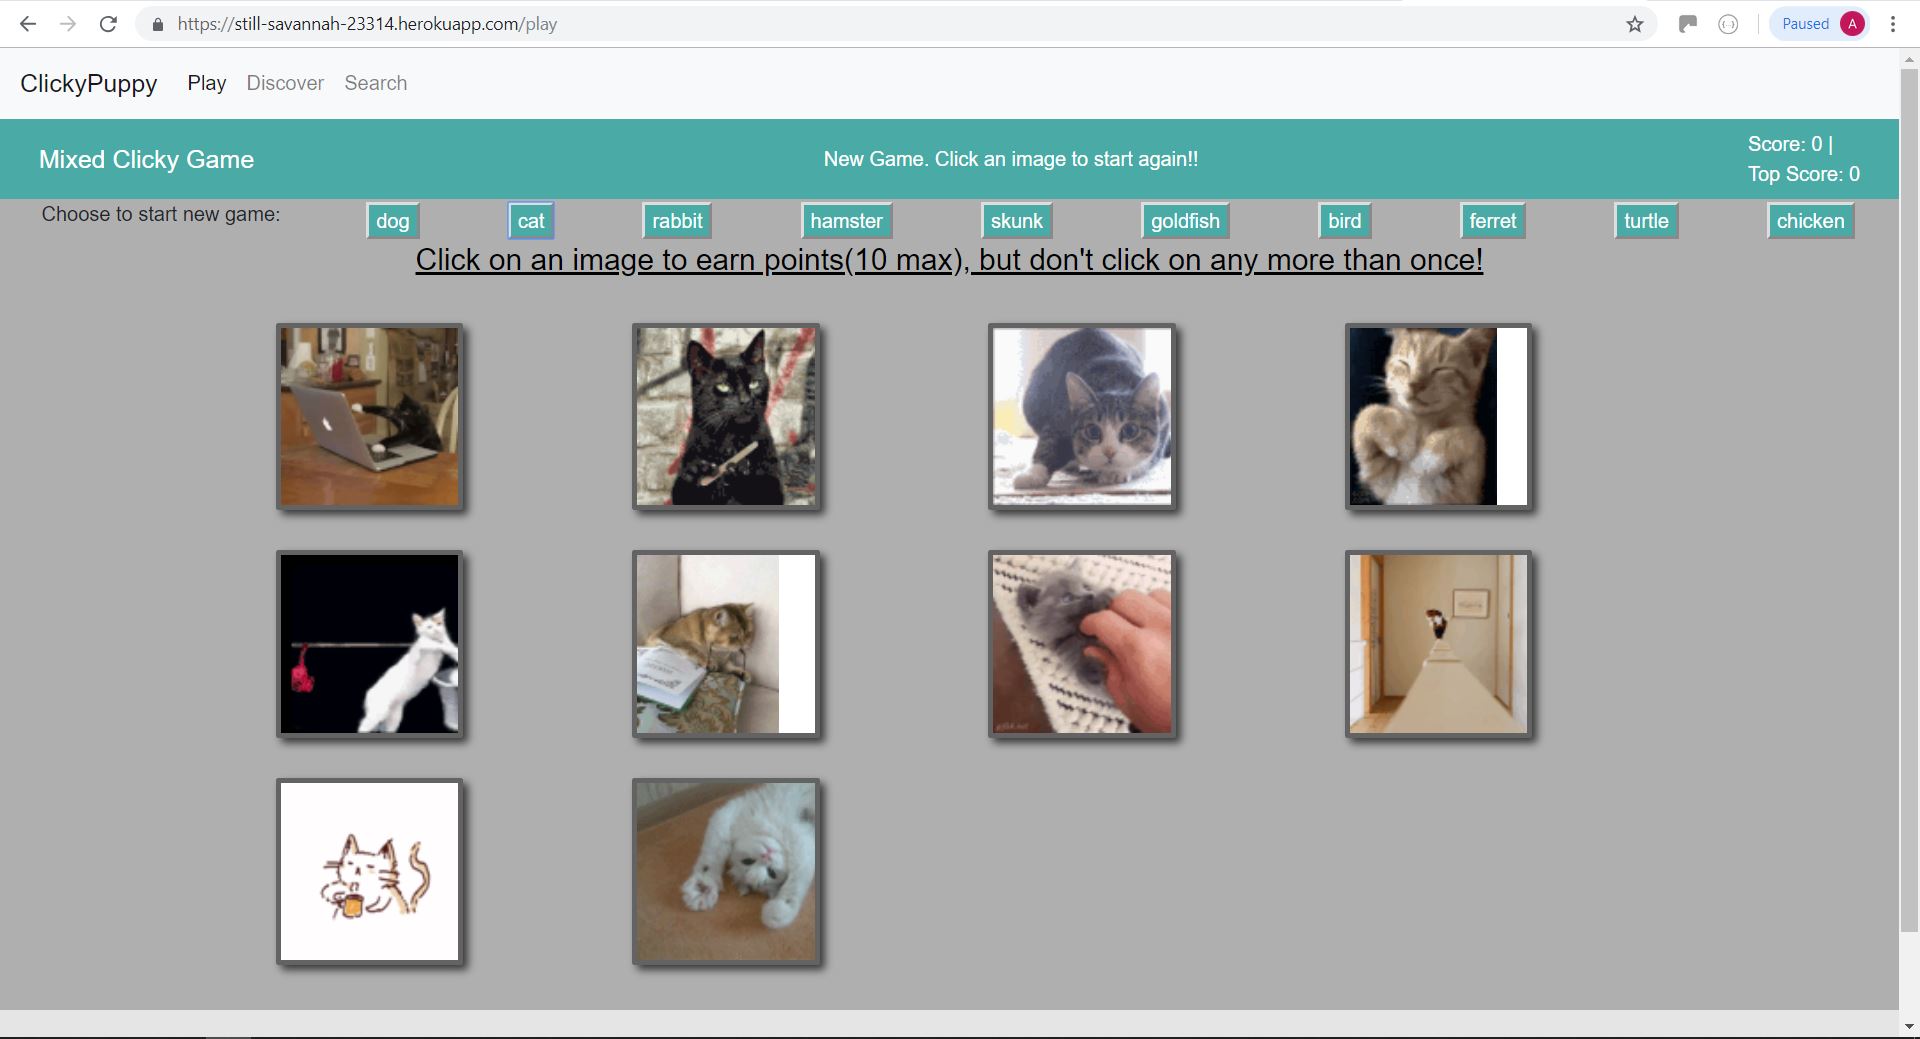 https://still-savannah-23314.herokuapp.com/play
Paused A
ClickyPuppy Play Discover Search
Mixed Clicky Game
New Game. Click an image to start again!!
Score: 0 |
Top Score: 0
Choose to start new game:
dog cat rabbit hamster skunk goldfish bird ferret turtle chicken
Click on an image to earn points(10 max), but don't click on any more than once!